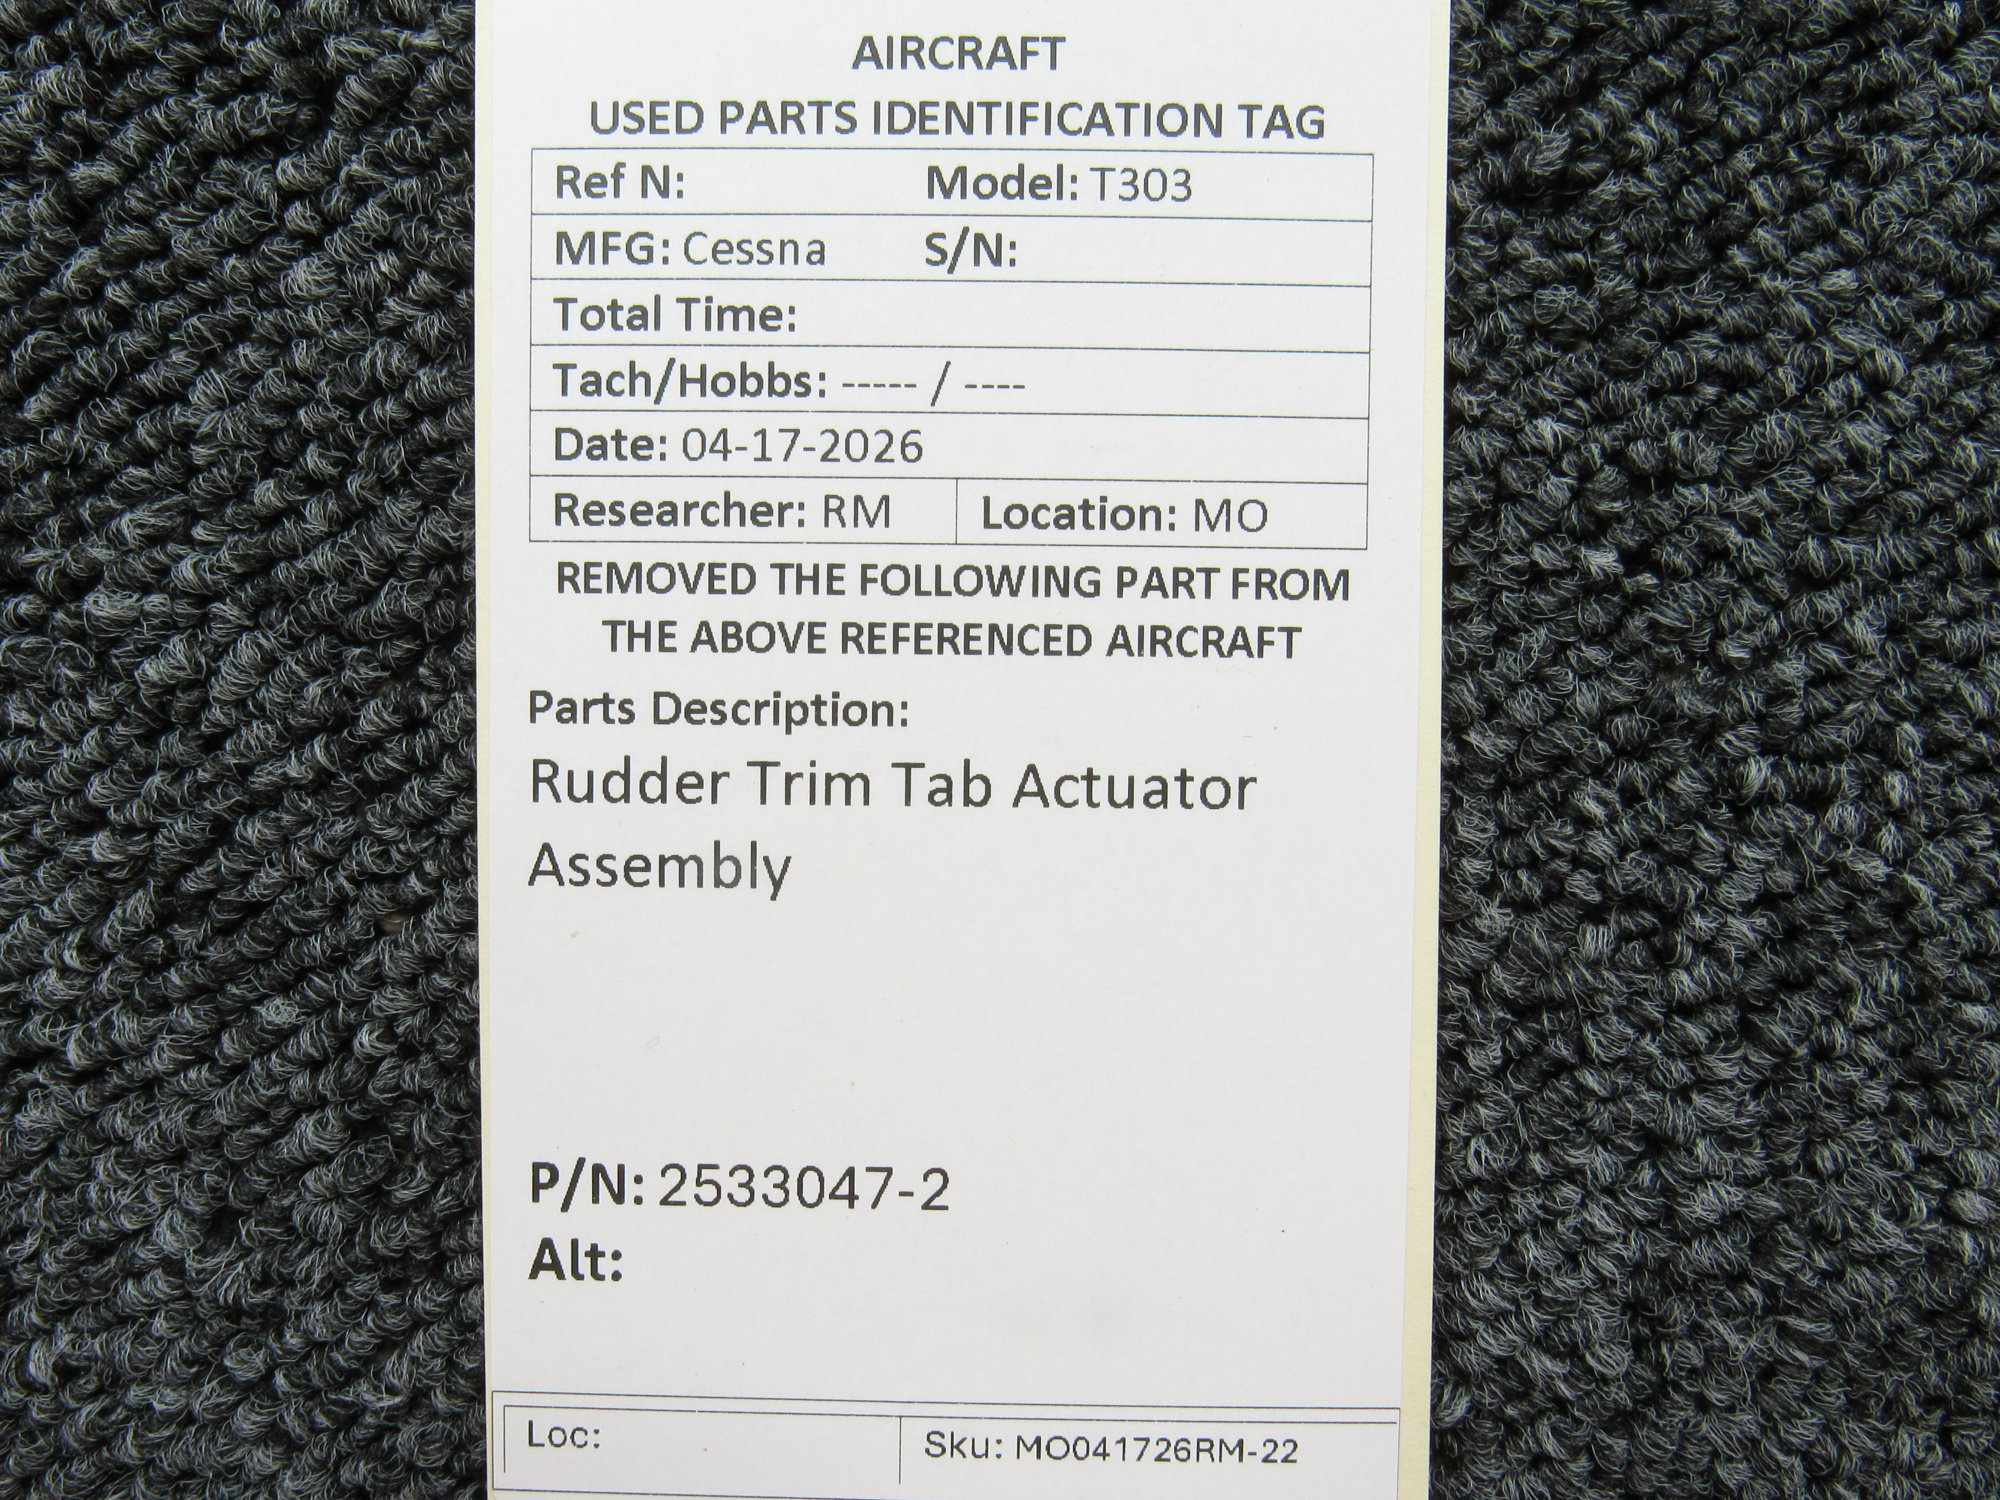 AIRCRAFT
USED PARTS IDENTIFICATION TAG
Ref N: Model: T303
MFG: Cessna S/N:
Total Time:
Tach/Hobbs: ----- / ----
Date: 04-17-2026
Researcher: RM Location: MO
REMOVED THE FOLLOWING PART FROM
THE ABOVE REFERENCED AIRCRAFT
Parts Description:
Rudder Trim Tab Actuator
Assembly
P/N: 2533047-2
Alt:
Loc: Sku: MO041726RM-22